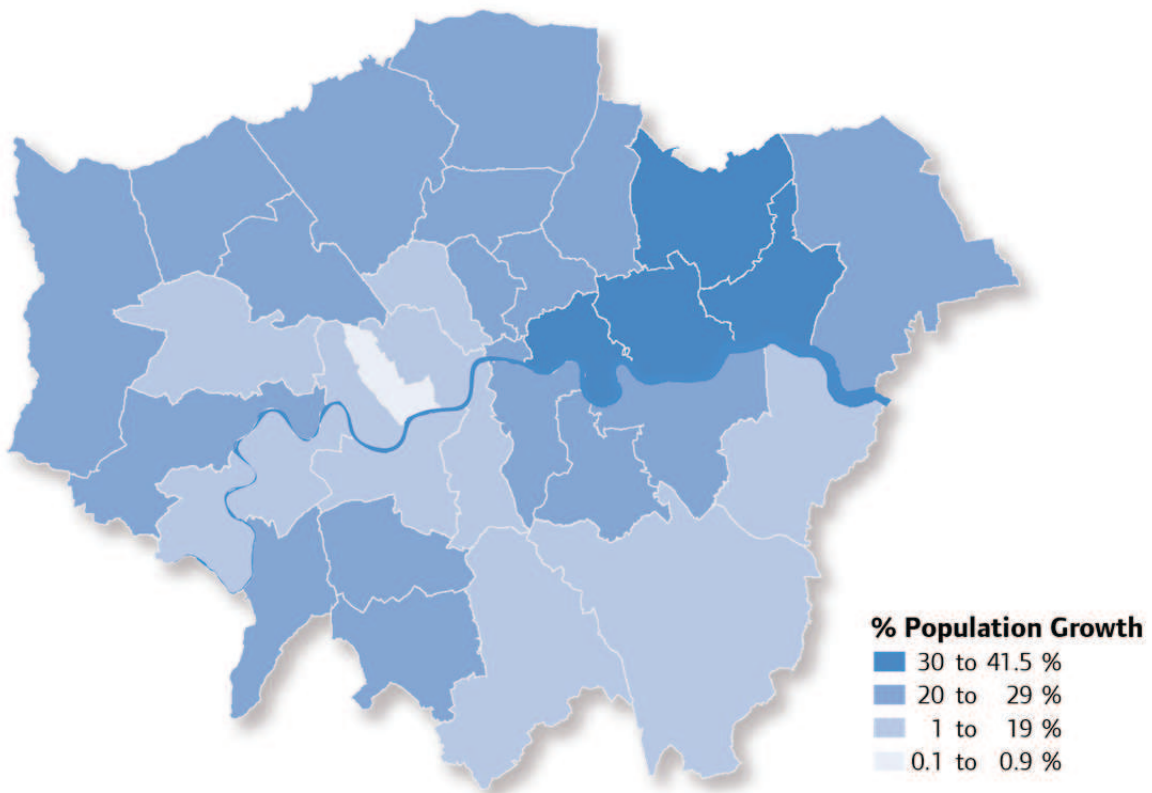 % Population Growth
30 to 41.5 %
20 to 29 %
1 to 19 %
0.1 to 0.9 %